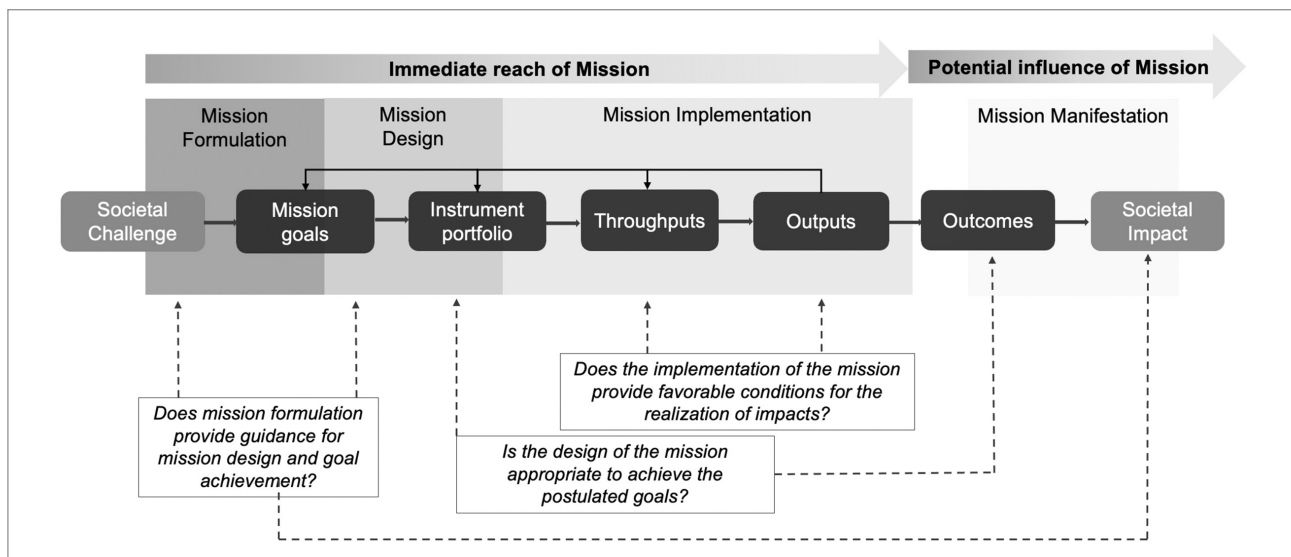 Immediate reach of Mission
Potential influence of Mission
Mission
Formulation
Mission
Design
Mission Implementation
Mission Manifestation
Societal
Challenge
Mission
goals
Instrument
portfolio
Throughputs
Outputs
Outcomes
Societal
Impact
Does the implementation of the mission
provide favorable conditions for the
realization of impacts?
Does mission formulation
provide guidance for
mission design and goal
achievement?
Is the design of the mission
appropriate to achieve the
postulated goals?